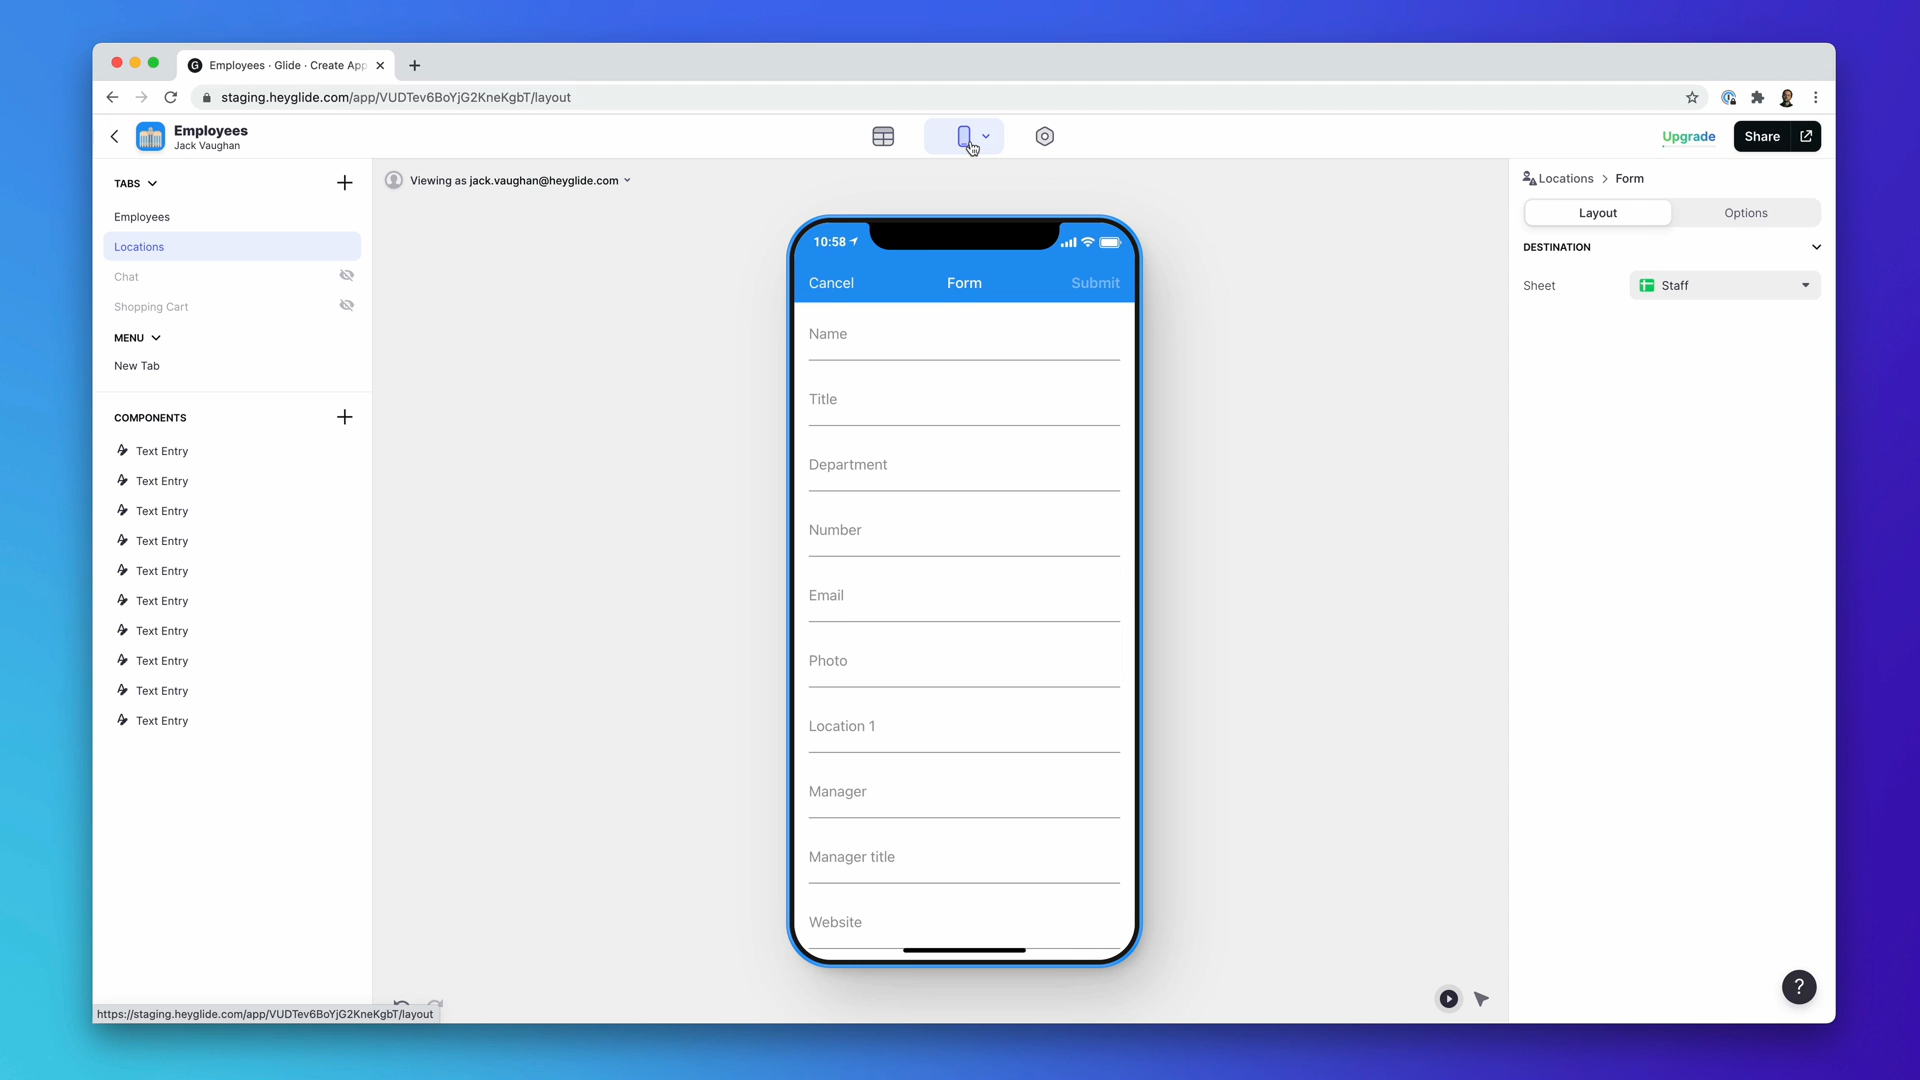 Employees · Glide · Create App
staging.heyglide.com/app/VUDTev6BoYjG2KneKgbT/layout
Employees
Jack Vaughan
Upgrade
Share
TABS
Employees
Locations
Chat
Shopping Cart
MENU
New Tab
COMPONENTS
Text Entry
Text Entry
Text Entry
Text Entry
Text Entry
Text Entry
Text Entry
Text Entry
Text Entry
Text Entry
https://staging.heyglide.com/app/VUDTev6BoYjG2KneKgbT/layout
Viewing as jack.vaughan@heyglide.com
10:58
Cancel
Form
Submit
Name
Title
Department
Number
Email
Photo
Location 1
Manager
Manager title
Website
Locations > Form
Layout
Options
DESTINATION
Sheet
Staff
?